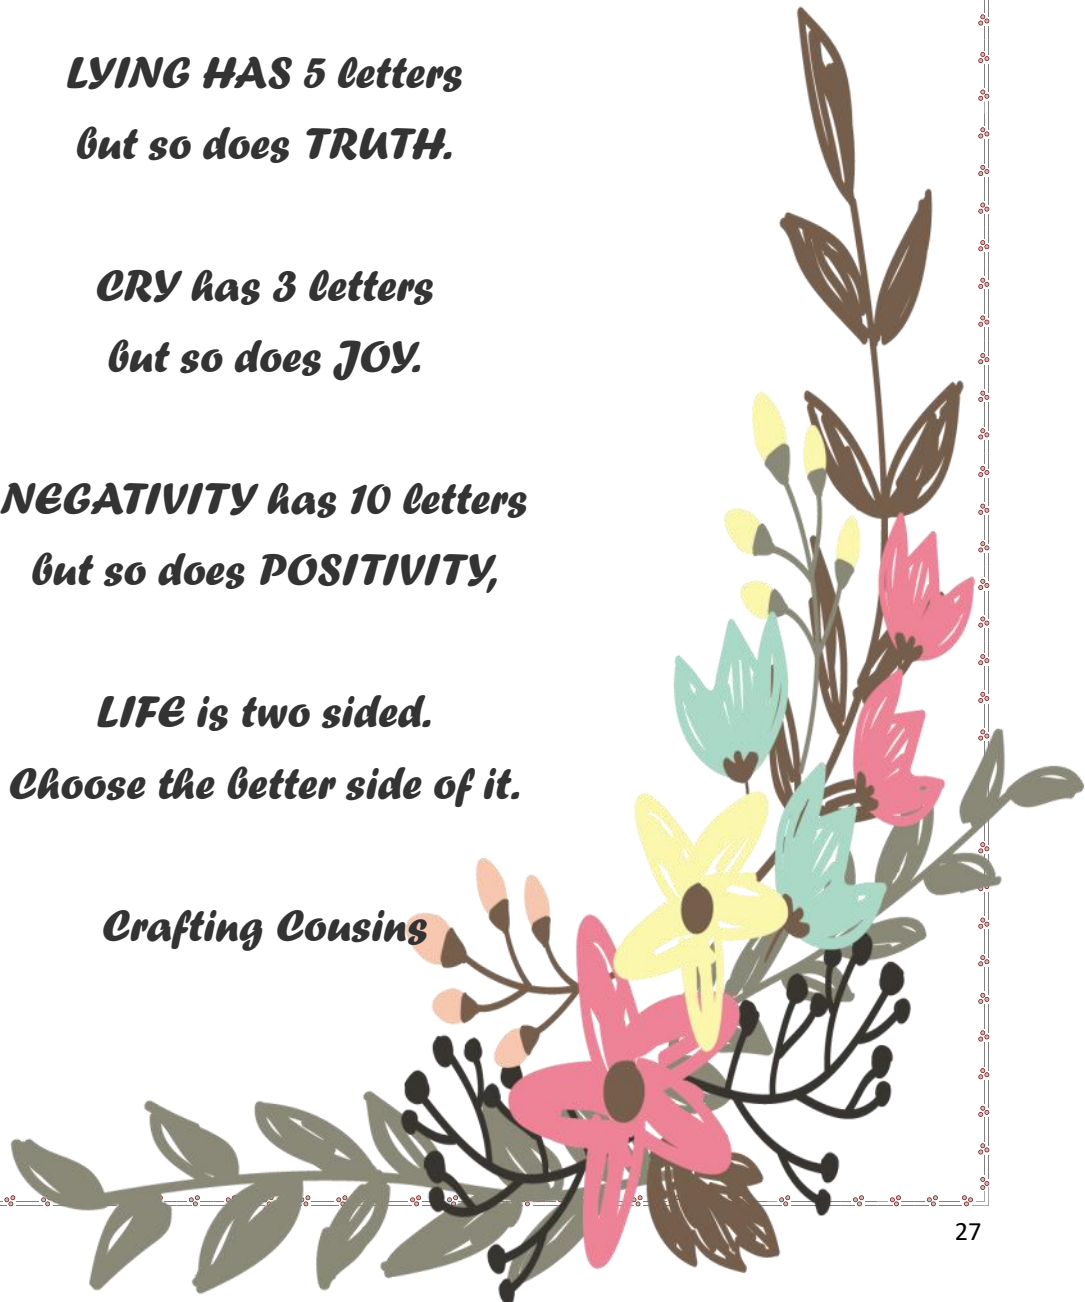 LYING HAS 5 letters
but so does TRUTH.
CRY has 3 letters
but so does JOY.
NEGATIVITY has 10 letters
but so does POSITIVITY,
LIFE is two sided.
Choose the better side of it.
Crafting Cousins
27